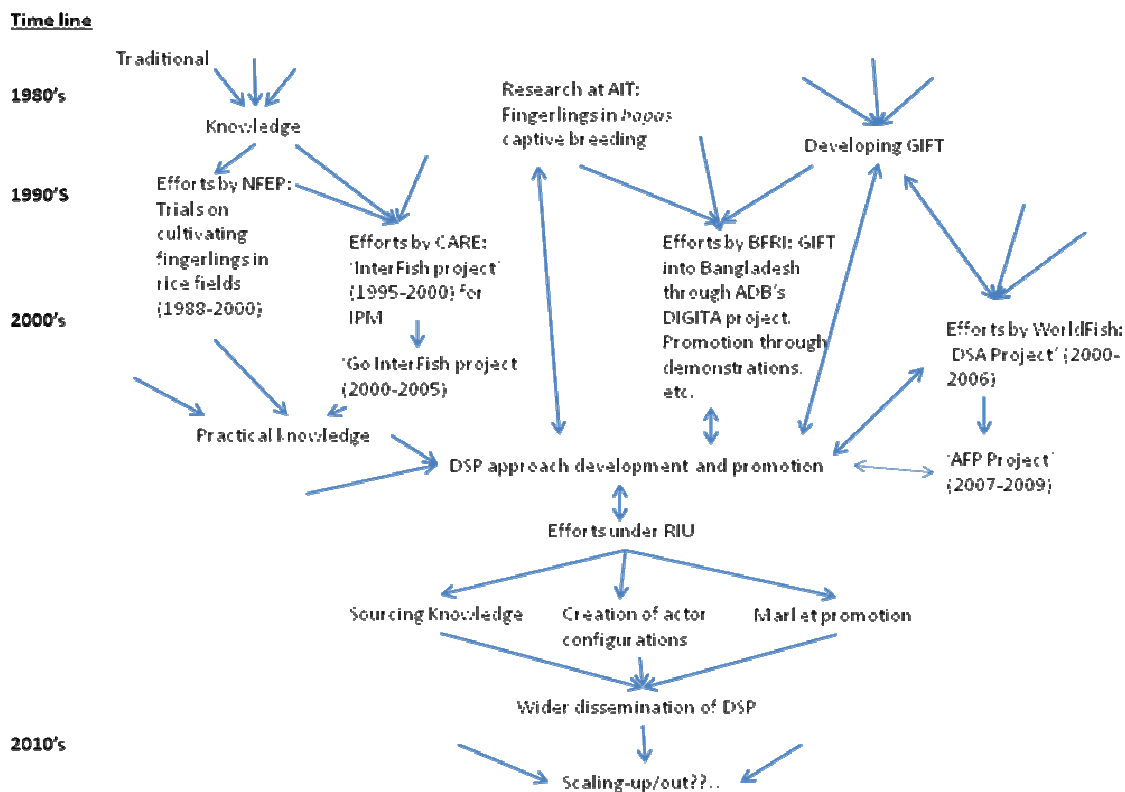 Time line
Traditional
1980's
Knowledge
Research at AIT:
Fingerlings in hapas
captive breeding
Developing GIFT
1990'S
Efforts by NFEP:
Trials on
cultivating
fingerlings in
rice fields
(1988-2000)
Efforts by CARE:
'InterFish project'
(1995-2000) For
IPM
'Go InterFish project
(2000-2005)
Efforts by BFRI: GIFT
into Bangladesh
through ADB's
DIGITA project.
Promotion through
demonstrations.
etc.
2000's
Efforts by WorldFish:
'DSA Project' (2000-
2006)
'AFP Project'
(2007-2009)
Practical knowledge
DSP approach development and promotion
Efforts under RIU
Sourcing Knowledge
Creation of actor
configurations
Market promotion
Wider dissemination of DSP
2010's
Scaling-up/out??..